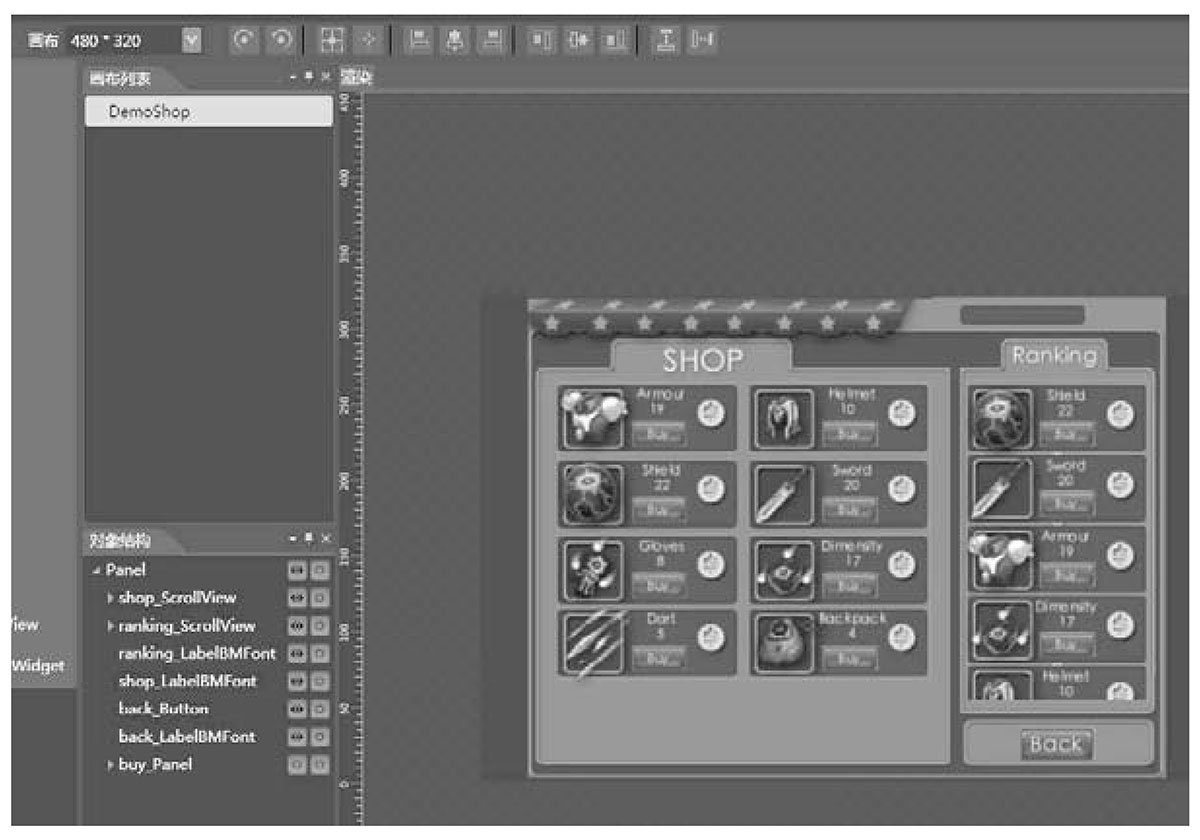 画布 480 * 320
画布列表
渲染
DemoShop
450
400
350
300
250
200
150
100
50
0
对象结构
Panel
shop_ScrollView
ranking_ScrollView
ranking_LabelBMFont
shop_LabelBMFont
back_Button
back_LabelBMFont
buy_Panel
iew
Widget
SHOP
Armour
19
Buy
Helmet
10
Buy
Shield
22
Buy
Sword
20
Buy
Gloves
8
Buy
Dimensity
17
Buy
Dart
5
Buy
Backpack
4
Buy
Ranking
Shield
22
Buy
Sword
20
Buy
Armour
19
Buy
Dimensity
17
Buy
Helmet
10
Back